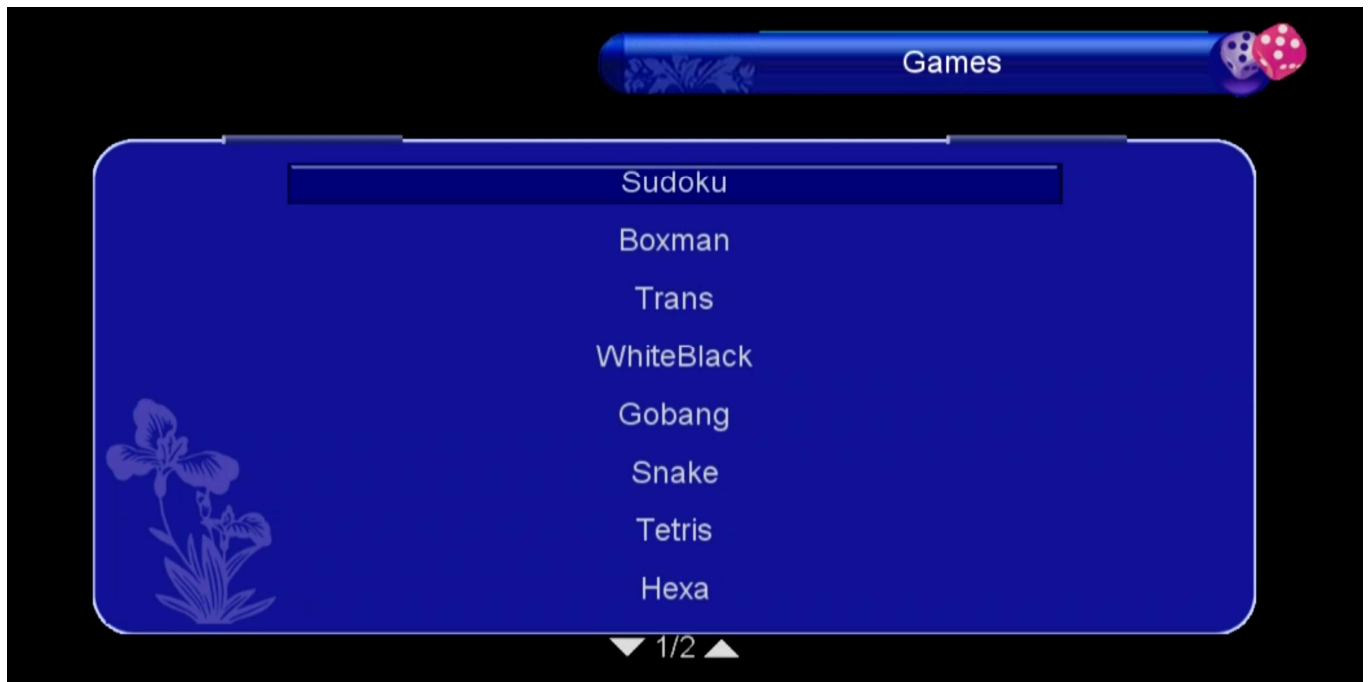 Games
Sudoku
Boxman
Trans
WhiteBlack
Gobang
Snake
Tetris
Hexa
1/2